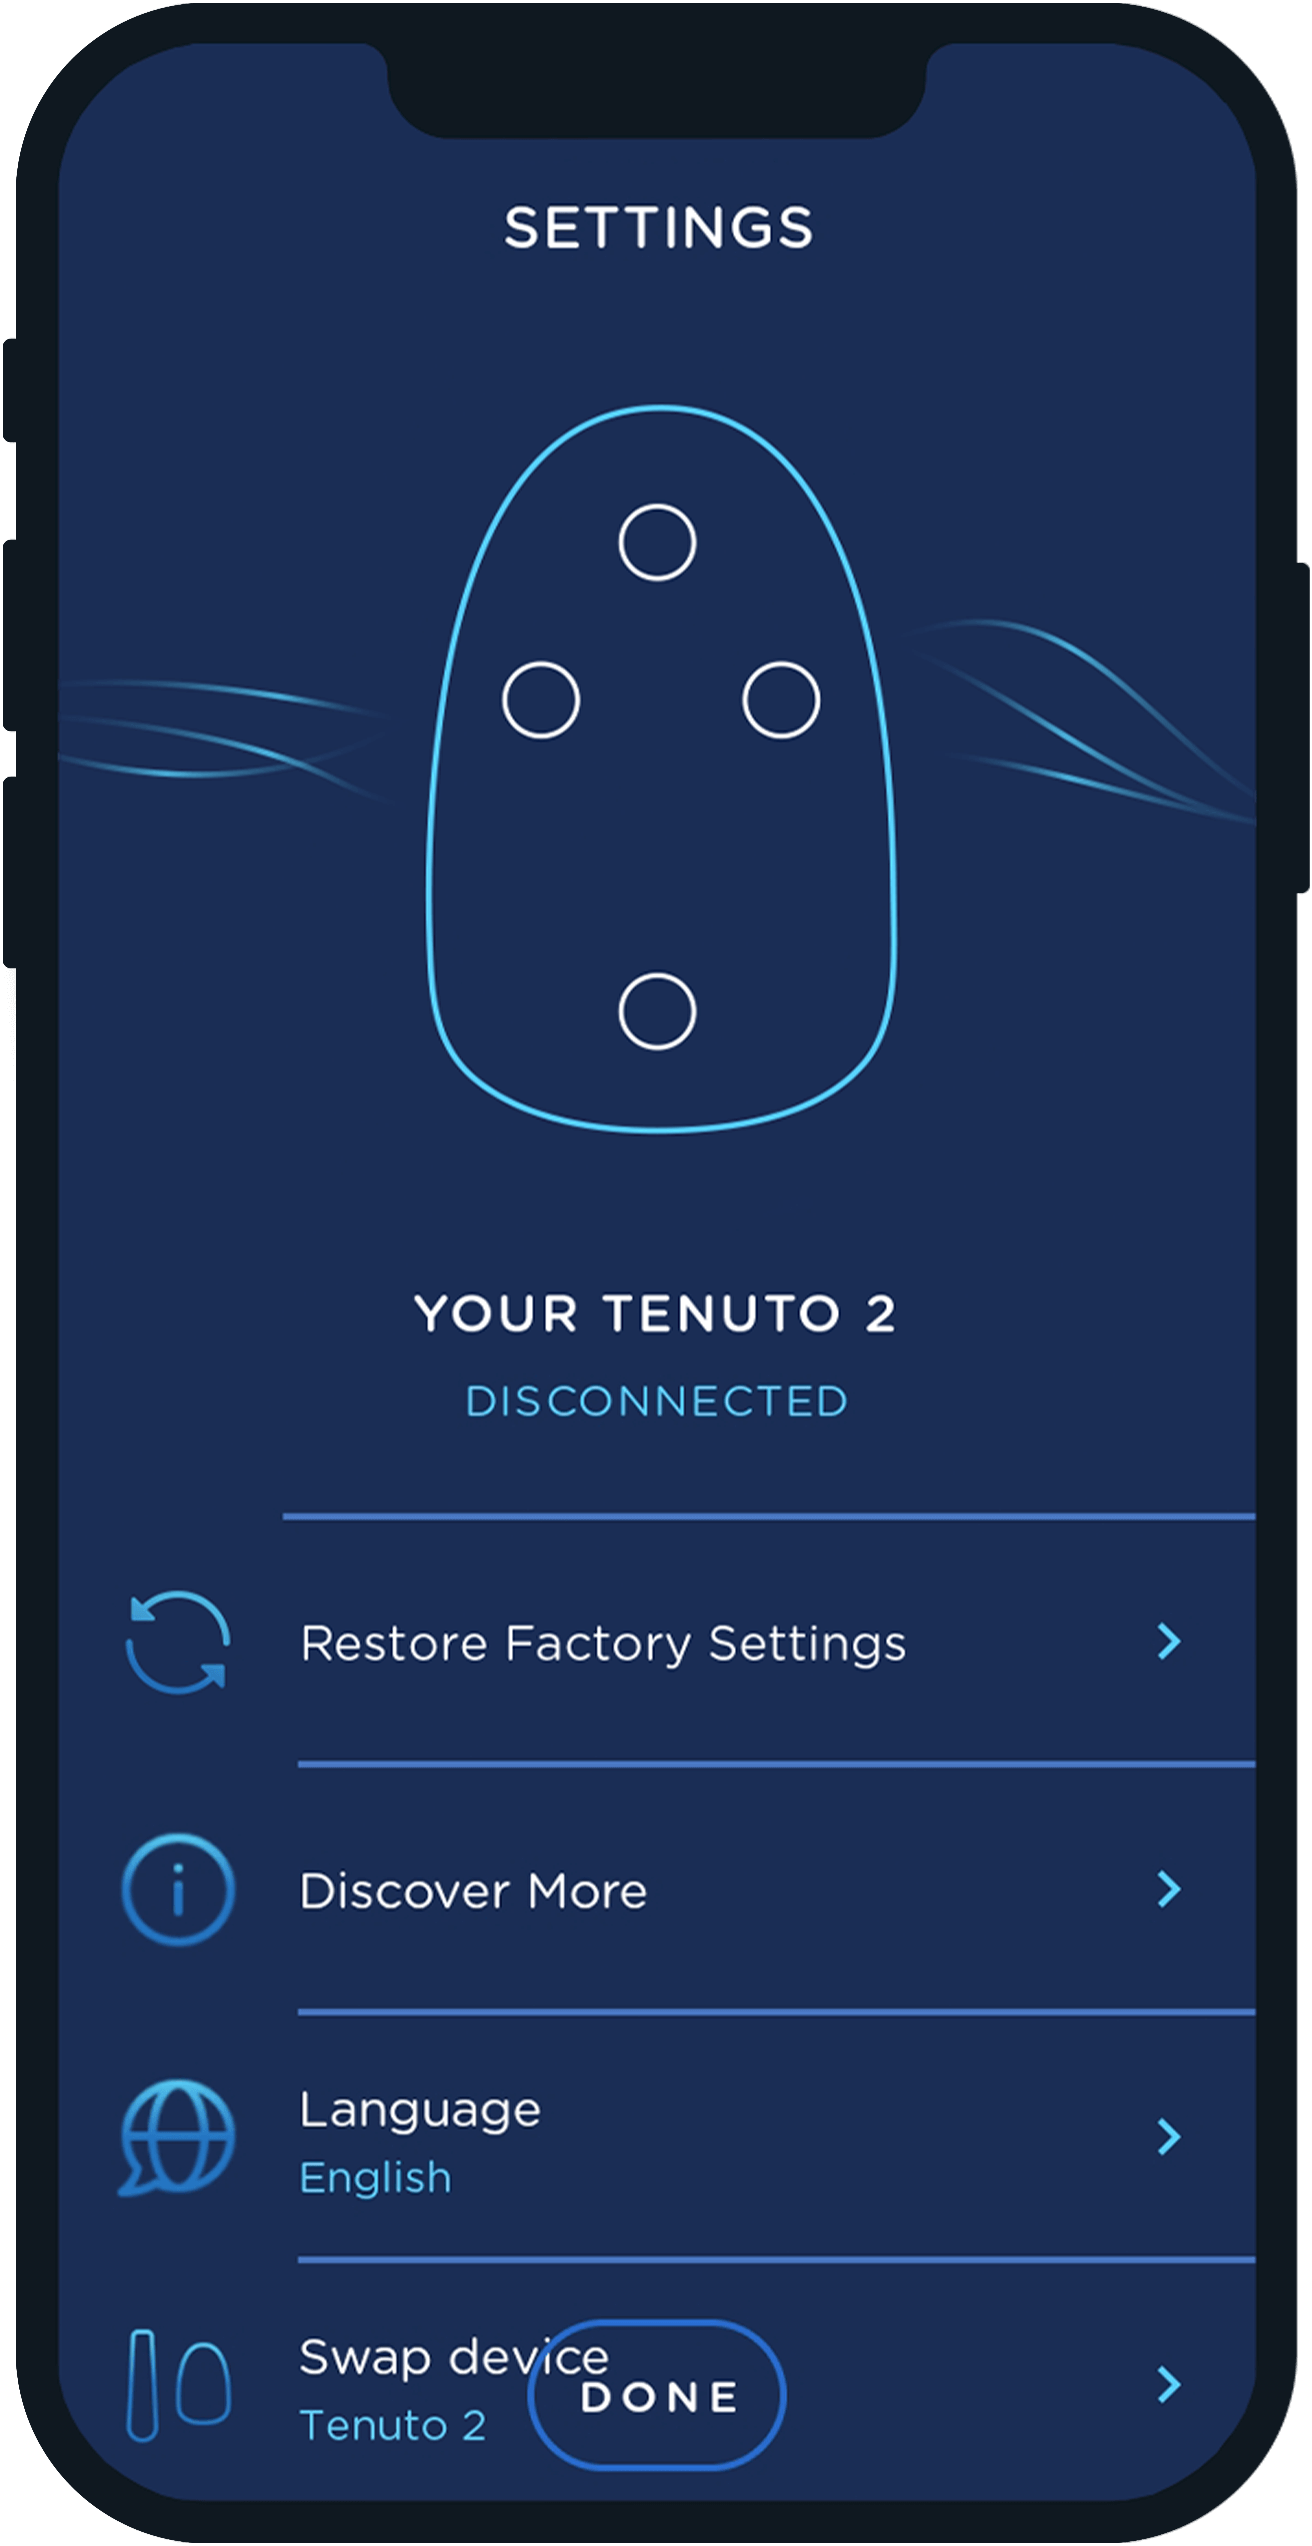 SETTINGS
YOUR TENUTO 2
DISCONNECTED
Restore Factory Settings
Discover More
Language
English
Swap device
DONE
Tenuto 2